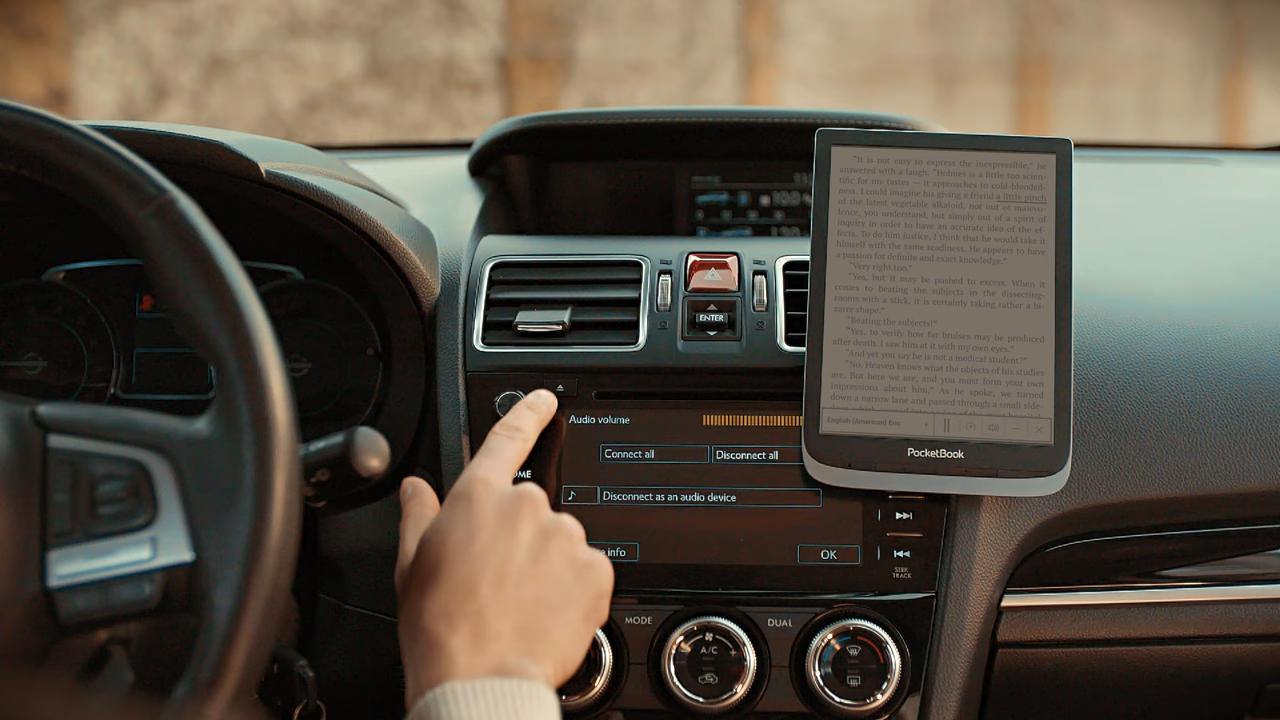 "It is not easy to express the inexpressible," he
answered with a laugh. "Holmes is a little too scien-
tific for my tastes — it approaches to cold-blooded-
ness. I could imagine his giving a friend a little pinch
of the latest vegetable alkaloid, not out of malevo-
lence, you understand, but simply out of a spirit of
inquiry in order to have an accurate idea of the ef-
fects. To do him justice, I think that he would take it
himself with the same readiness. He appears to have
a passion for definite and exact knowledge."
"Very right too."
"Yes, but it may be pushed to excess. When it
comes to beating the subjects in the dissecting-
rooms with a stick, it is certainly taking rather a bi-
zarre shape."
"Beating the subjects!"
"Yes, to verify how far bruises may be produced
after death. I saw him at it with my own eyes."
"And yet you say he is not a medical student?"
"No. Heaven knows what the objects of his studies
are. But here we are, and you must form your own
impressions about him." As he spoke, we turned
down a narrow lane and passed through a small side-
English (American) Eric
PocketBook
ENTER
Audio volume
Connect all
Disconnect all
Disconnect as an audio device
info
OK
SEEK
TRACK
MODE
DUAL
A/C